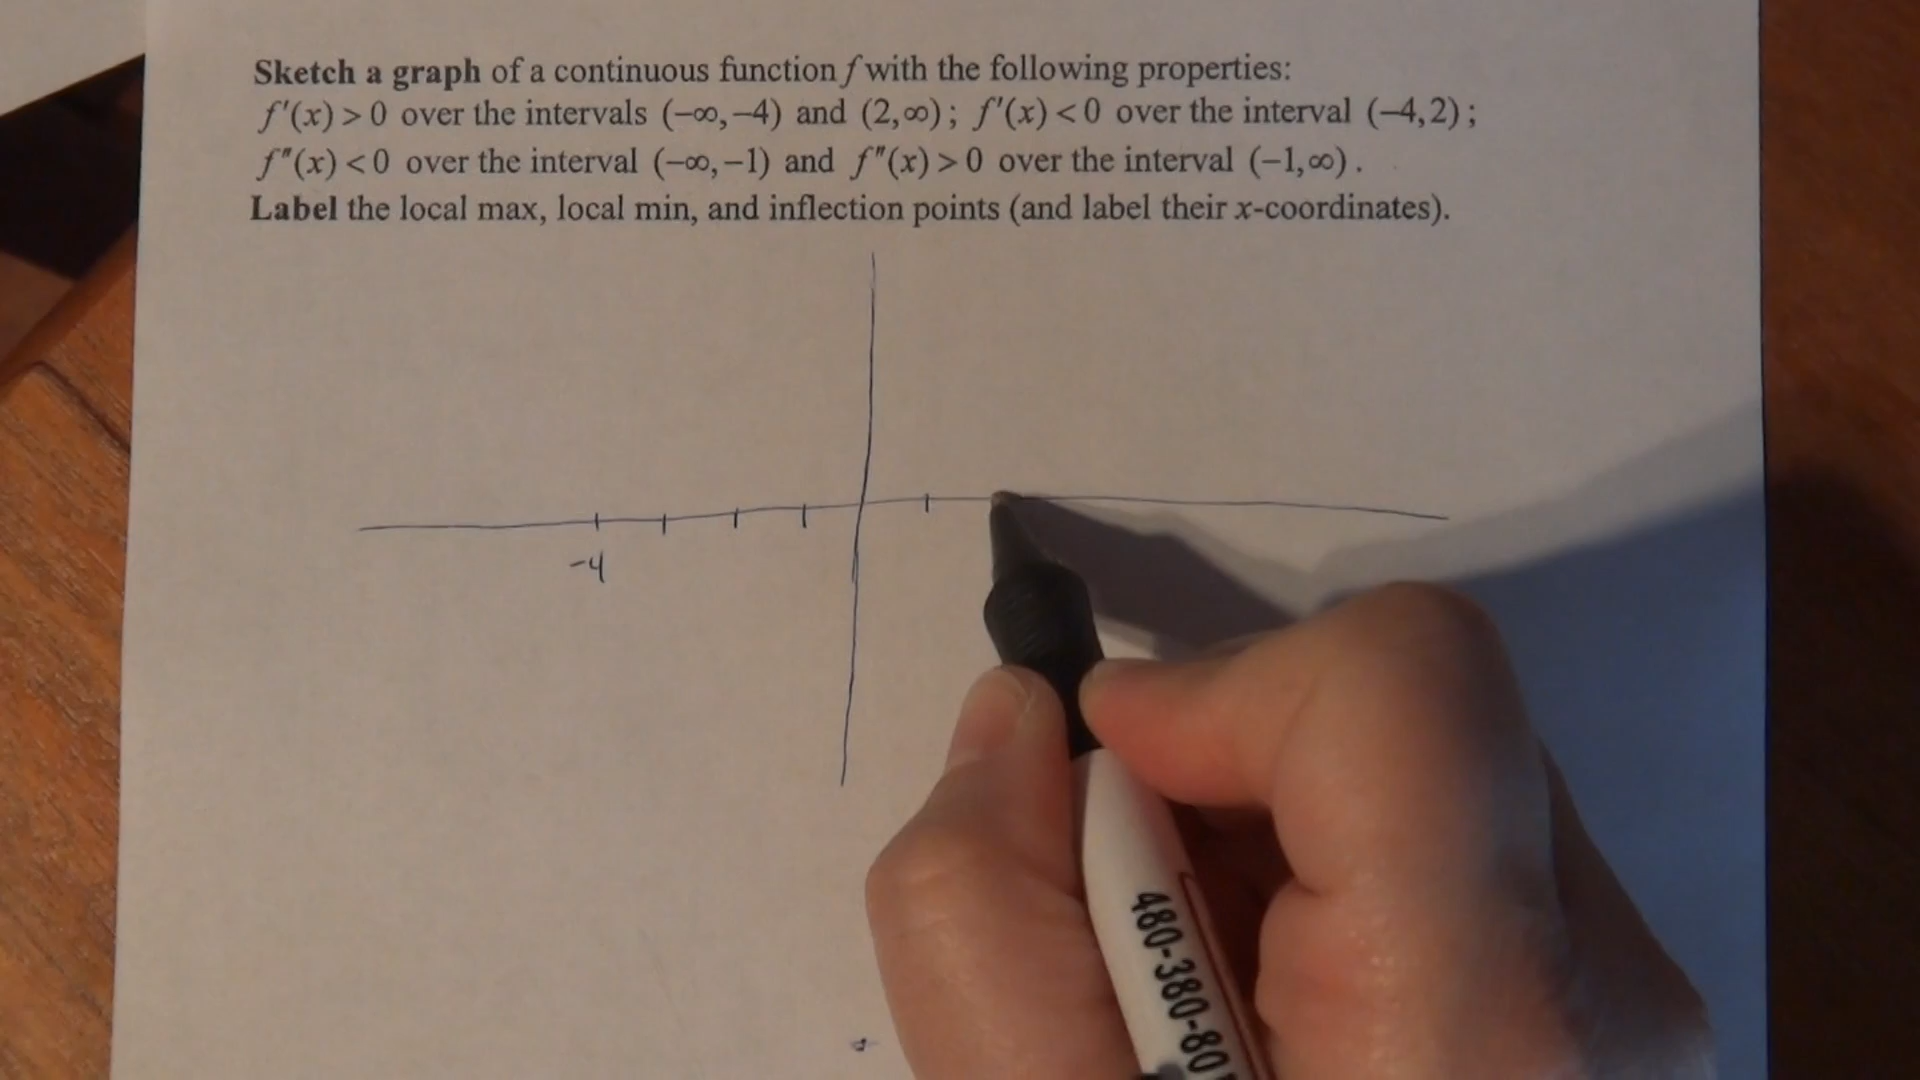 Sketch a graph of a continuous function f with the following properties:
f′(x) > 0 over the intervals (−∞, −4) and (2, ∞); f′(x) < 0 over the interval (−4, 2);
f″(x) < 0 over the interval (−∞, −1) and f″(x) > 0 over the interval (−1, ∞).
Label the local max, local min, and inflection points (and label their x-coordinates).
-4
480-380-80